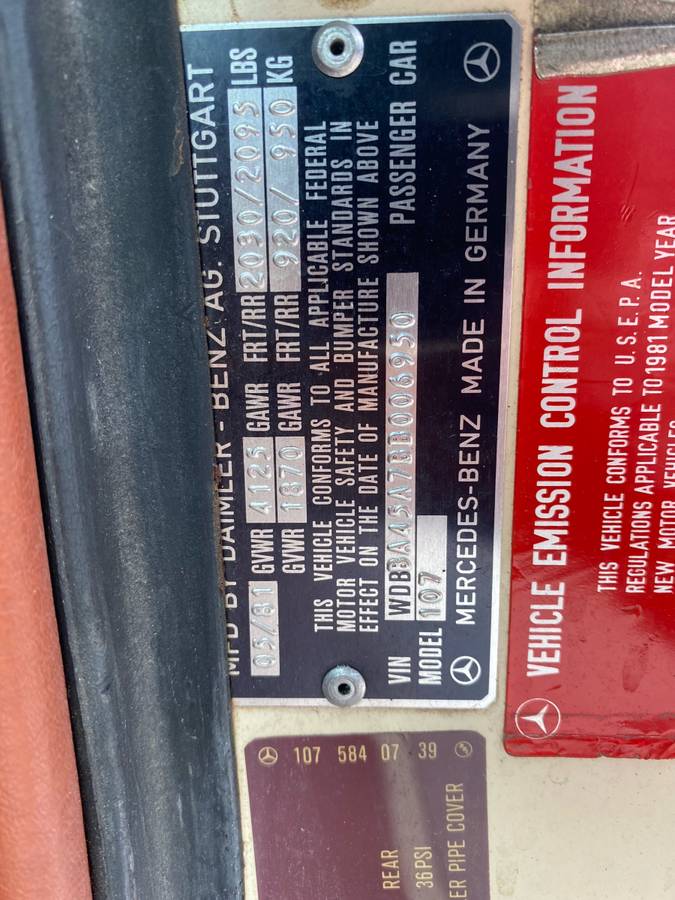 MFD BY DAIMLER - BENZ AG. STUTTGART
05/81 GVWR 4125 GAWR FRT/RR 2030/2095 LBS
GVWR 1870 GAWR FRT/RR 920/ 950 KG
THIS VEHICLE CONFORMS TO ALL APPLICABLE FEDERAL
MOTOR VEHICLE SAFETY AND BUMPER STANDARDS IN
EFFECT ON THE DATE OF MANUFACTURE SHOWN ABOVE
VIN WDBBA45A7BB006950 PASSENGER CAR
MODEL 107
MERCEDES-BENZ MADE IN GERMANY
VEHICLE EMISSION CONTROL INFORMATION
THIS VEHICLE CONFORMS TO U.S.E.P.A.
REGULATIONS APPLICABLE TO 1981 MODEL YEAR
NEW MOTOR VEHICLES
107 584 07 39
REAR
36 PSI
ER PIPE COVER